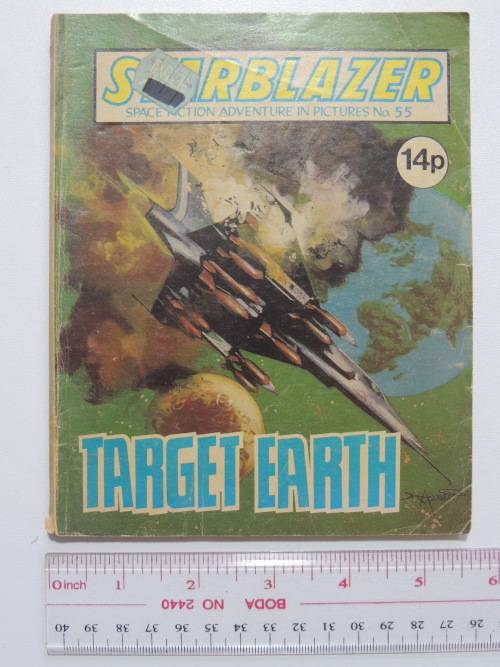 STARBLAZER
SPACE FICTION ADVENTURE IN PICTURES No. 55
14p
TARGET EARTH
0 inch 1 2 3 4 5 6
BODA NO 2440
40 39 38 37 36 35 34 33 32 31 30 29 28 27 26